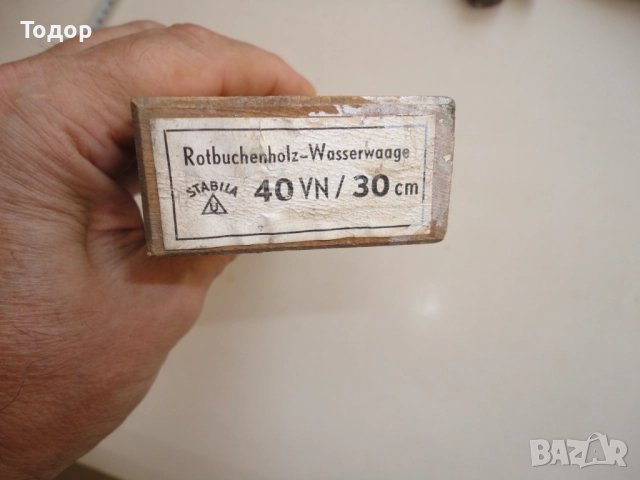 Тодор
Rotbuchenholz-Wasserwaage
STABILA
U
40 VN / 30 cm
BAZAR